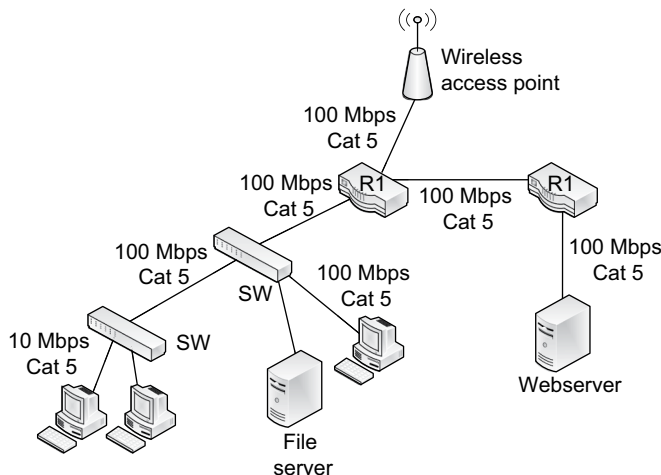 Wireless
access point
100 Mbps
Cat 5
R1
R1
100 Mbps
Cat 5
100 Mbps
Cat 5
100 Mbps
Cat 5
100 Mbps
Cat 5
SW
100 Mbps
Cat 5
SW
10 Mbps
Cat 5
Webserver
File
server